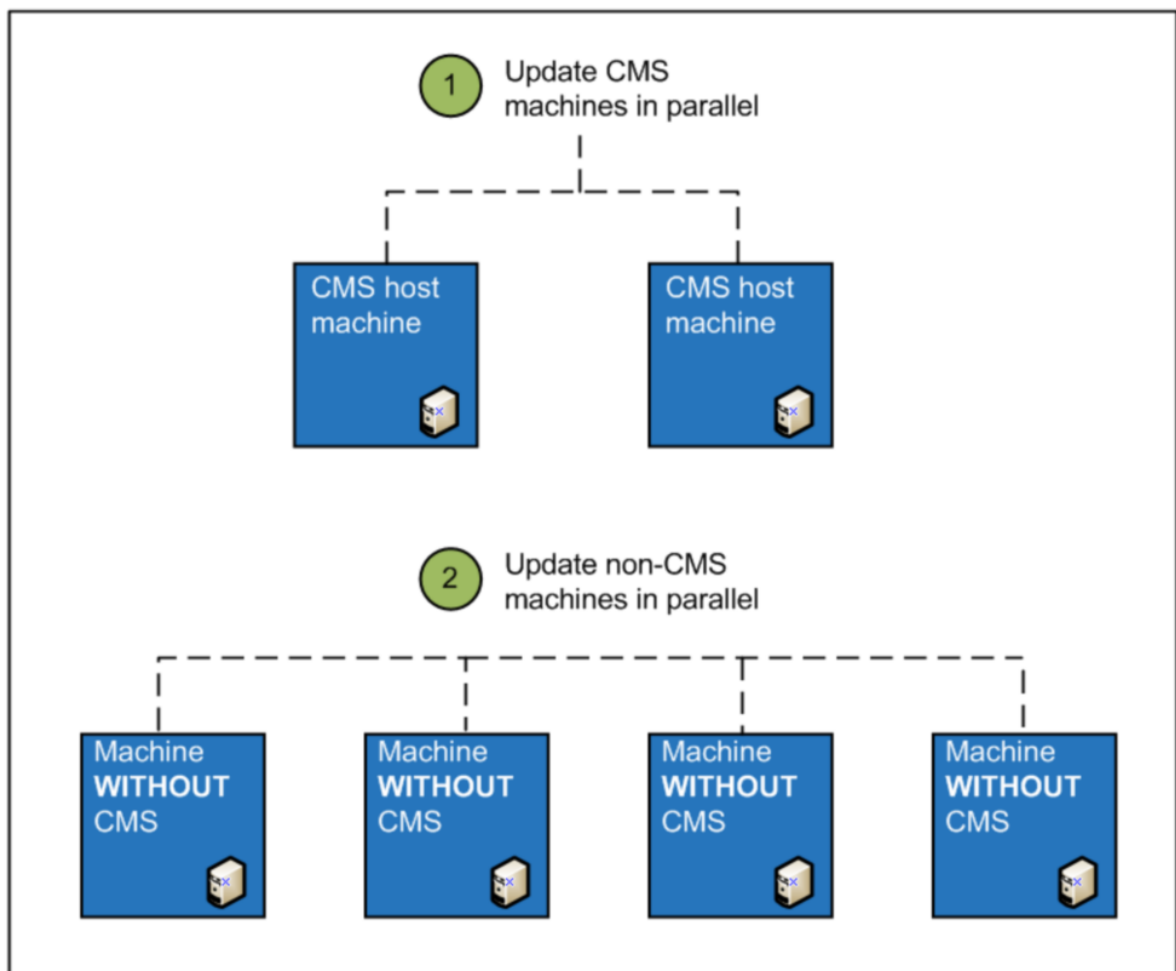 1
Update CMS
machines in parallel
CMS host
machine
CMS host
machine
2
Update non-CMS
machines in parallel
Machine
WITHOUT
CMS
Machine
WITHOUT
CMS
Machine
WITHOUT
CMS
Machine
WITHOUT
CMS